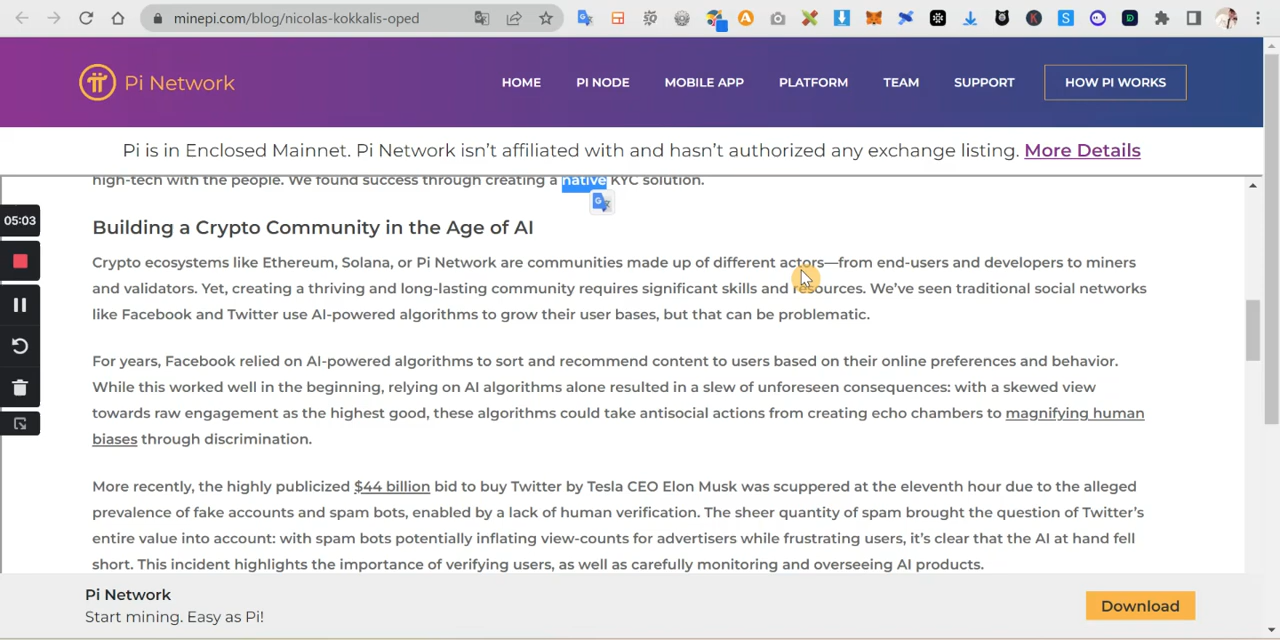 minepi.com/blog/nicolas-kokkalis-oped
Pi Network
HOME
PI NODE
MOBILE APP
PLATFORM
TEAM
SUPPORT
HOW PI WORKS
Pi is in Enclosed Mainnet. Pi Network isn't affiliated with and hasn't authorized any exchange listing. More Details
high-tech with the people. We found success through creating a native KYC solution.
05:03
Building a Crypto Community in the Age of AI
Crypto ecosystems like Ethereum, Solana, or Pi Network are communities made up of different actors—from end-users and developers to miners
and validators. Yet, creating a thriving and long-lasting community requires significant skills and resources. We've seen traditional social networks
like Facebook and Twitter use AI-powered algorithms to grow their user bases, but that can be problematic.
For years, Facebook relied on AI-powered algorithms to sort and recommend content to users based on their online preferences and behavior.
While this worked well in the beginning, relying on AI algorithms alone resulted in a slew of unforeseen consequences: with a skewed view
towards raw engagement as the highest good, these algorithms could take antisocial actions from creating echo chambers to magnifying human
biases through discrimination.
More recently, the highly publicized $44 billion bid to buy Twitter by Tesla CEO Elon Musk was scuppered at the eleventh hour due to the alleged
prevalence of fake accounts and spam bots, enabled by a lack of human verification. The sheer quantity of spam brought the question of Twitter's
entire value into account: with spam bots potentially inflating view-counts for advertisers while frustrating users, it's clear that the AI at hand fell
short. This incident highlights the importance of verifying users, as well as carefully monitoring and overseeing AI products.
Pi Network
Start mining. Easy as Pi!
Download